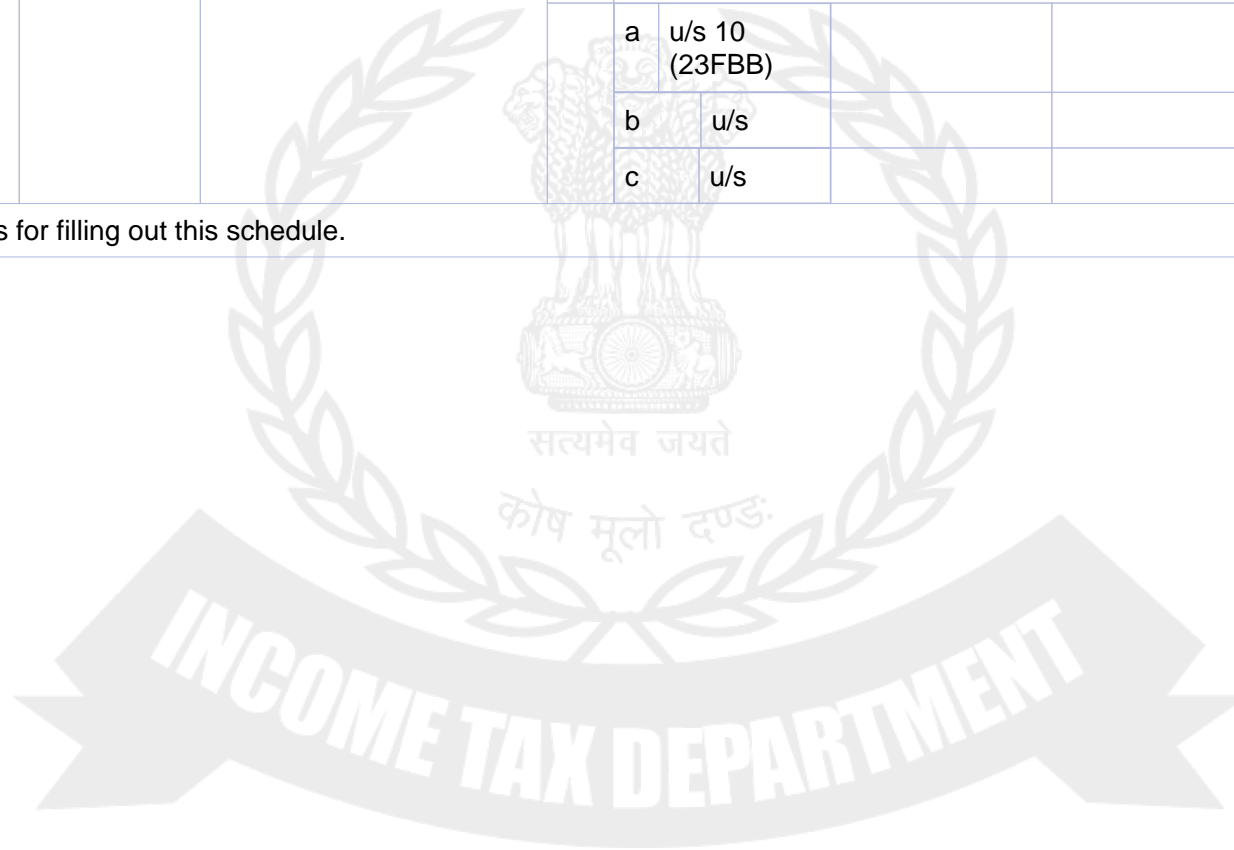 a u/s 10
(23FBB)
b u/s
c u/s
s for filling out this schedule.
सत्यमेव जयते
कोष मूलो दण्डः
INCOME TAX DEPARTMENT